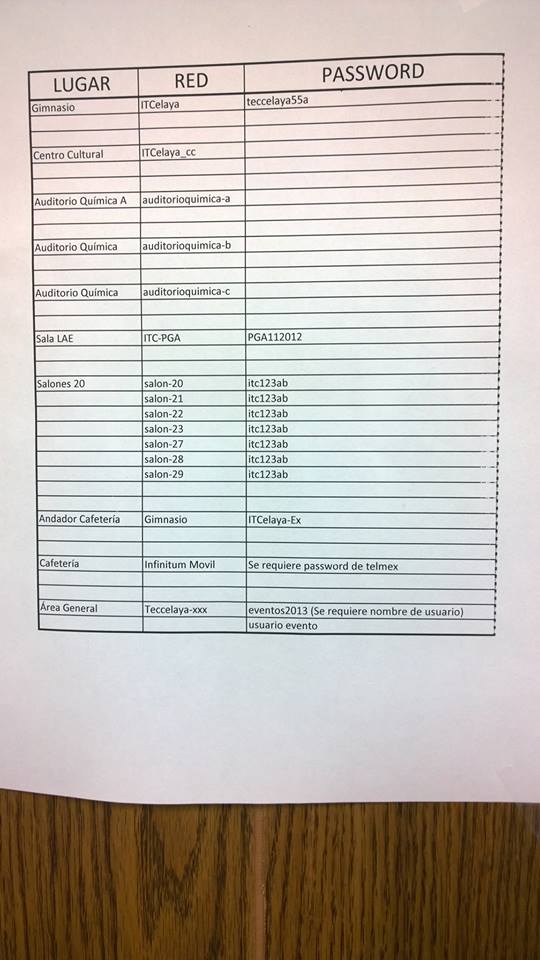 LUGAR RED PASSWORD
Gimnasio ITCelaya teccelaya55a
Centro Cultural ITCelaya_cc
Auditorio Química A auditorioquimica-a
Auditorio Química auditorioquimica-b
Auditorio Química auditorioquimica-c
Sala LAE ITC-PGA PGA112012
Salones 20 salon-20 itc123ab
salon-21 itc123ab
salon-22 itc123ab
salon-23 itc123ab
salon-27 itc123ab
salon-28 itc123ab
salon-29 itc123ab
Andador Cafetería Gimnasio ITCelaya-Ex
Cafetería Infinitum Movil Se requiere password de telmex
Área General Teccelaya-xxx eventos2013 (Se requiere nombre de usuario)
usuario evento